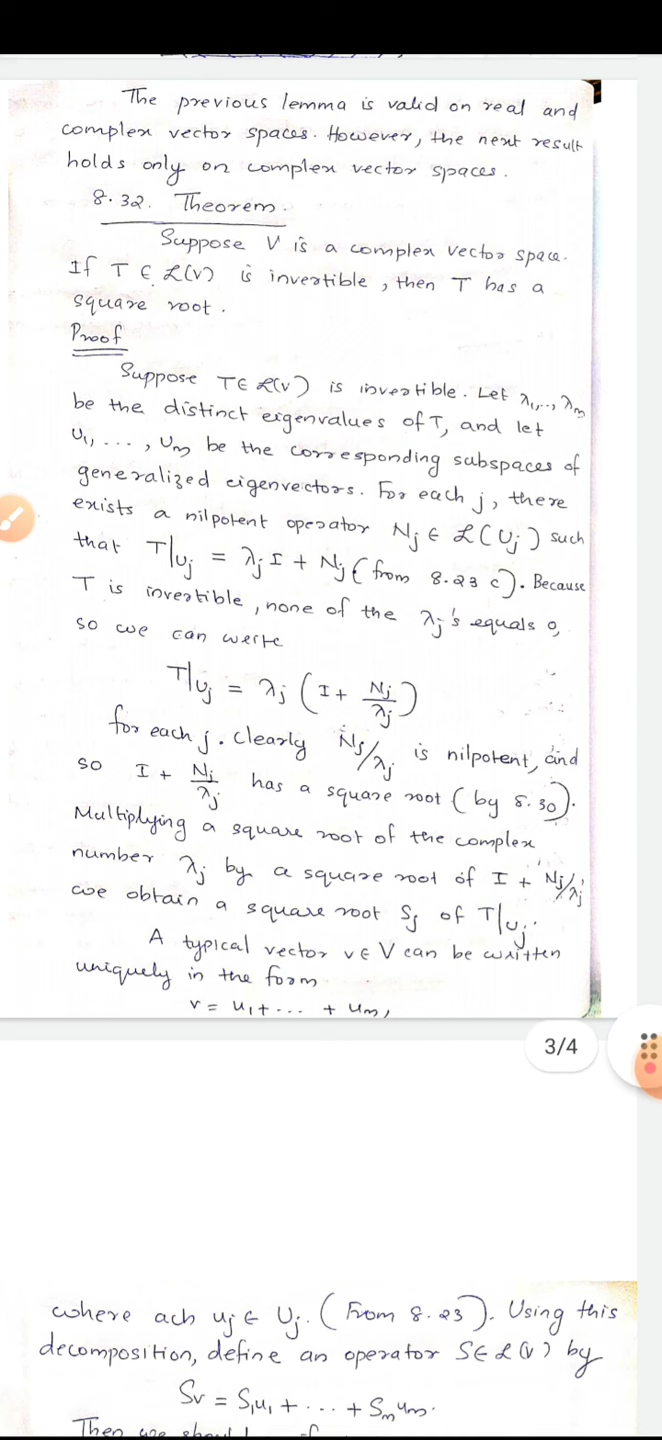 The previous lemma is valid on real and
complex vector spaces. However, the next result
holds only on complex vector spaces.
8.32. Theorem.
Suppose V is a complex vector space.
If T ∈ L(V) is invertible, then T has a
square root.
Proof
Suppose T∈ L(V) is invertible. Let λ1,..., λm
be the distinct eigenvalues of T, and let
U1, ..., Um be the corresponding subspaces of
generalized eigenvectors. For each j, there
exists a nilpotent operator Nj ∈ L(Uj) such
that T|Uj = λjI + Nj (from 8.23 c). Because
T is invertible, none of the λj's equals 0,
so we can write
T|Uj = λj (I + Nj/λj)
for each j. Clearly Nj/λj is nilpotent, and
so I + Nj/λj has a square root (by 8.30).
Multiplying a square root of the complex
number λj by a square root of I + Nj/λj,
we obtain a square root Sj of T|Uj.
A typical vector v∈V can be written
uniquely in the form
v = u1 + ... + um,
3/4
where ach uj ∈ Uj. (From 8.23). Using this
decomposition, define an operator S∈ L(V) by
Sv = S1u1 + ... + Smum.
Then we